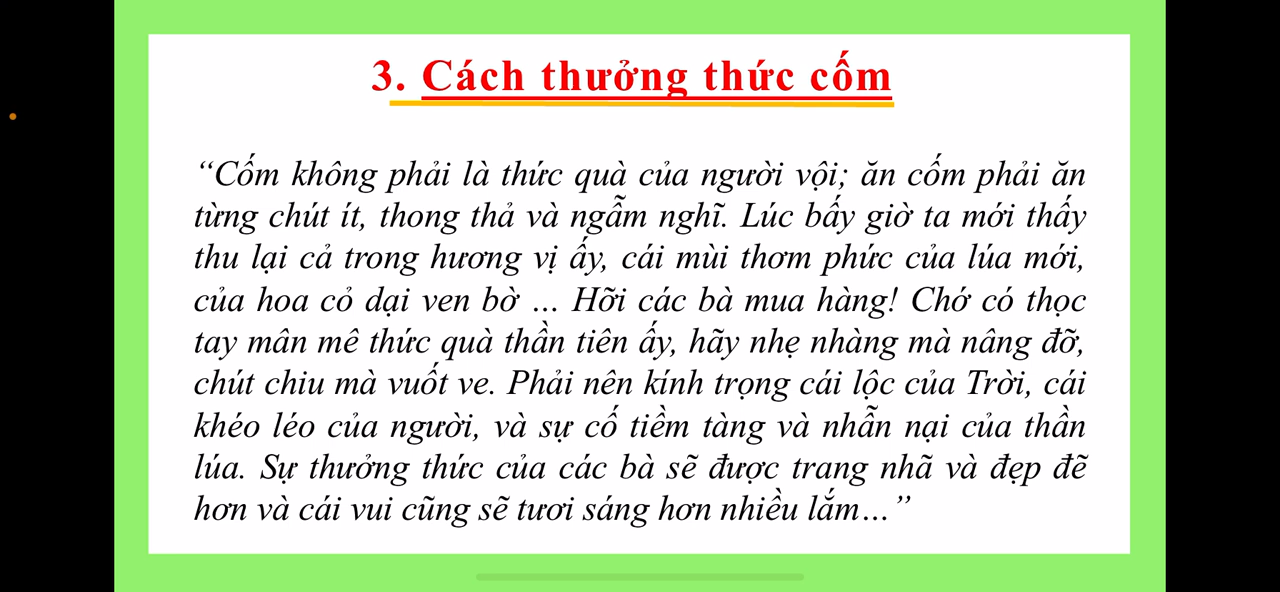 3. Cách thưởng thức cốm
“Cốm không phải là thức quà của người vội; ăn cốm phải ăn
từng chút ít, thong thả và ngẫm nghĩ. Lúc bấy giờ ta mới thấy
thu lại cả trong hương vị ấy, cái mùi thơm phức của lúa mới,
của hoa cỏ dại ven bờ ... Hỡi các bà mua hàng! Chớ có thọc
tay mân mê thức quà thần tiên ấy, hãy nhẹ nhàng mà nâng đỡ,
chút chiu mà vuốt ve. Phải nên kính trọng cái lộc của Trời, cái
khéo léo của người, và sự cố tiềm tàng và nhẫn nại của thần
lúa. Sự thưởng thức của các bà sẽ được trang nhã và đẹp đẽ
hơn và cái vui cũng sẽ tươi sáng hơn nhiều lắm...”